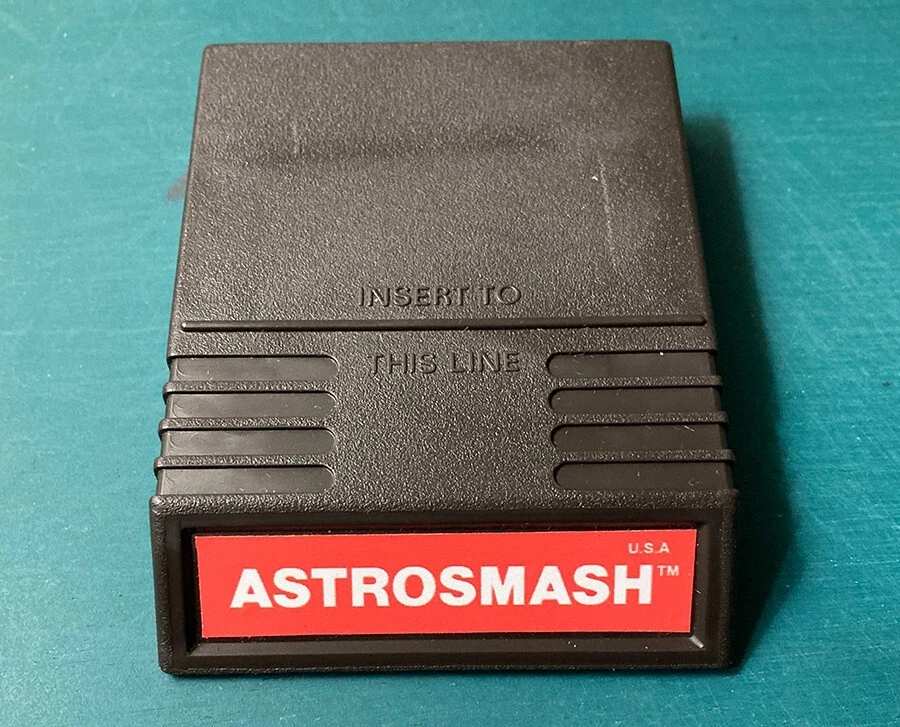 INSERT TO
THIS LINE
U.S.A
ASTROSMASH™